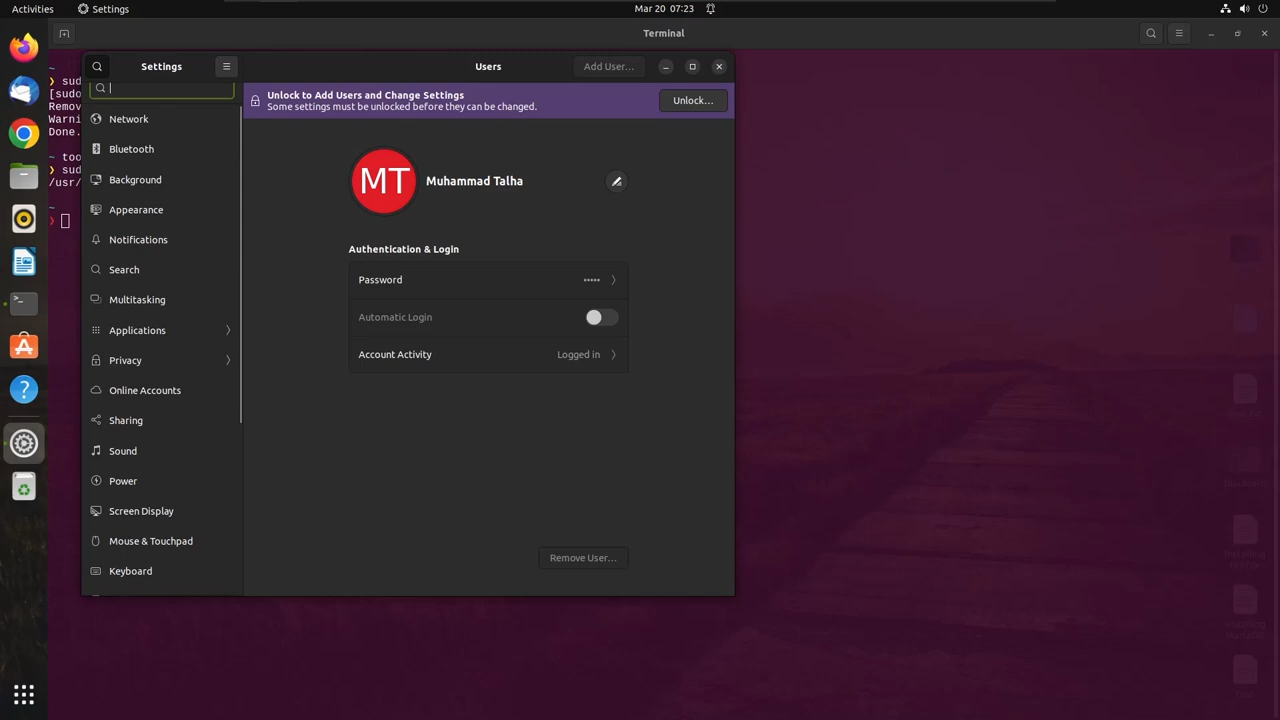 Activities
Settings
Mar 20 07:23
Terminal
~
❯ sud
[sudo
Remov
Warni
Done.
~ too
❯ sud
/usr/
~
❯
Settings
Users
Add User...
Unlock to Add Users and Change Settings
Some settings must be unlocked before they can be changed.
Unlock...
Network
Bluetooth
Background
Appearance
Notifications
Search
Multitasking
Applications
Privacy
Online Accounts
Sharing
Sound
Power
Screen Display
Mouse & Touchpad
Keyboard
MT
Muhammad Talha
Authentication & Login
Password
•••••
Automatic Login
Account Activity
Logged in
Remove User...